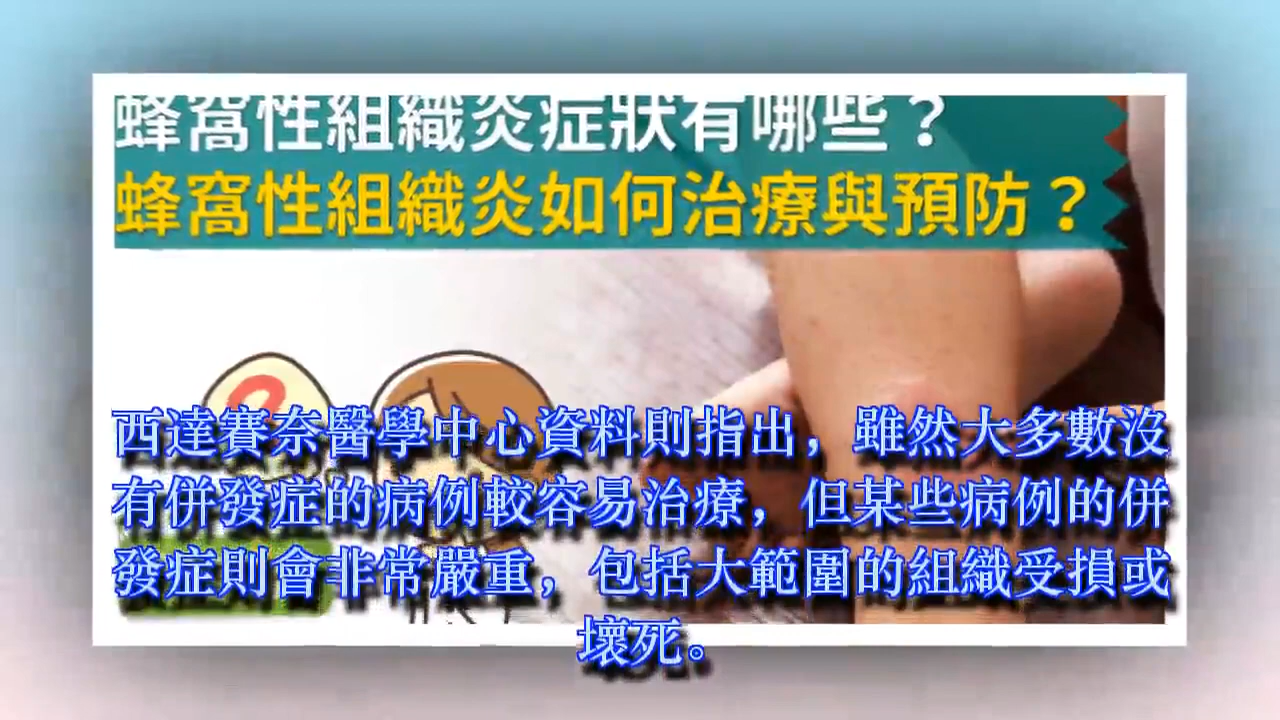 蜂窩性組織炎症狀有哪些？
蜂窩性組織炎如何治療與預防？
西達賽奈醫學中心資料則指出，雖然大多數沒
有併發症的病例較容易治療，但某些病例的併
發症則會非常嚴重，包括大範圍的組織受損或
壞死。